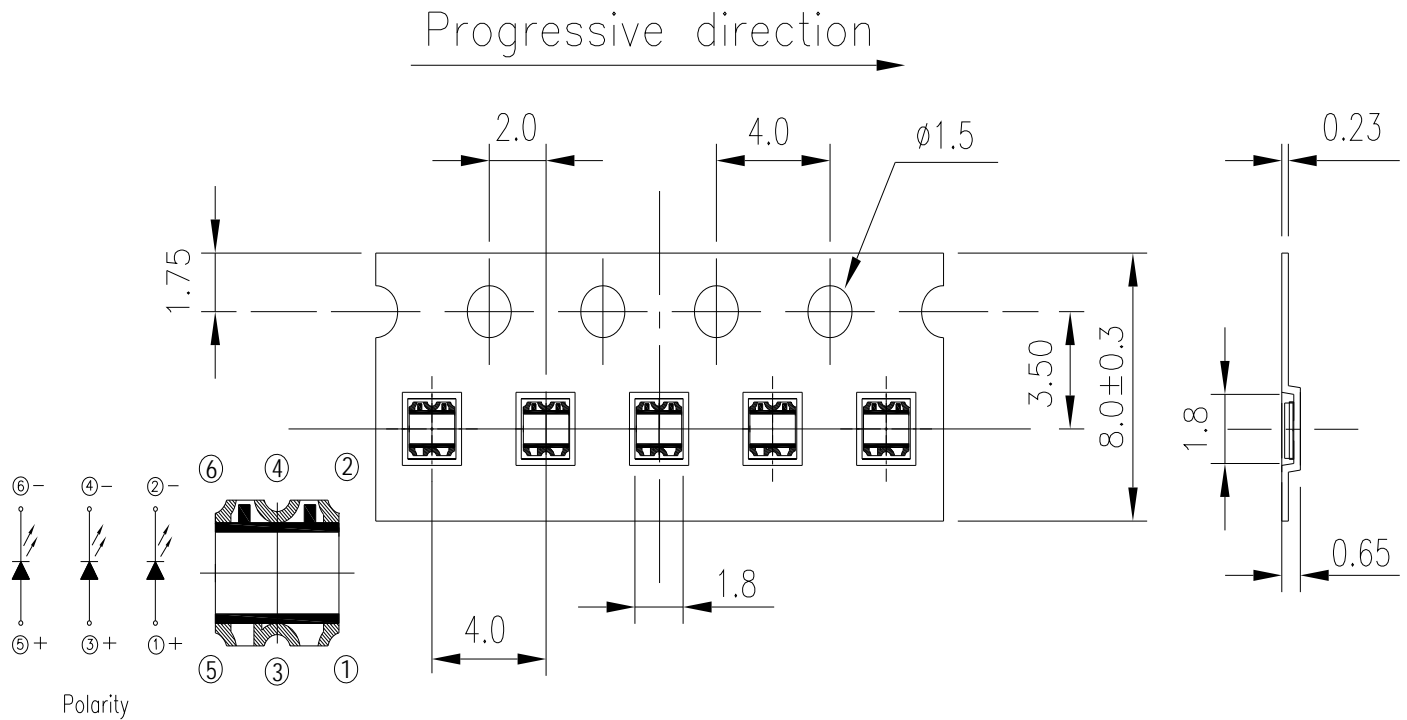 Progressive direction
2.0
4.0
ø1.5
0.23
1.75
3.50
8.0±0.3
1.8
0.65
1.8
4.0
⑥ ④ ②
⑥- ④- ②-
⑤+ ③+ ①+
⑤ ③ ①
Polarity